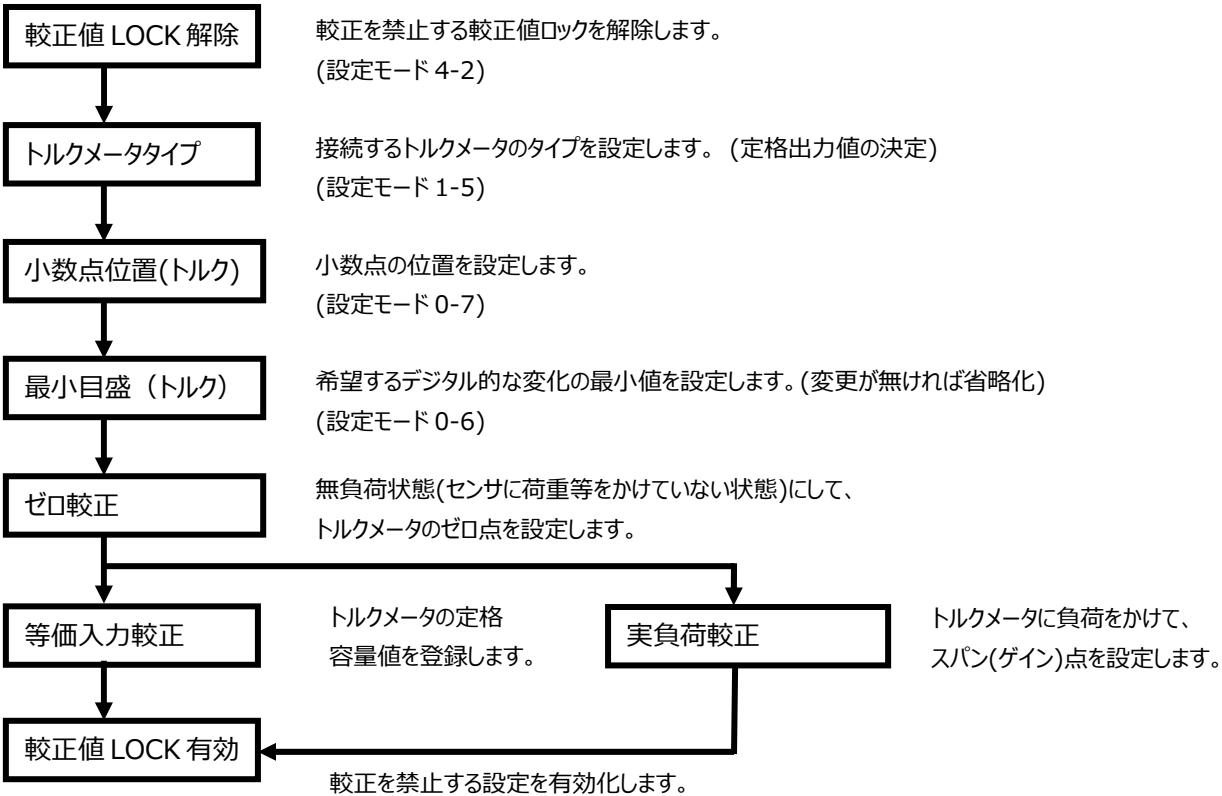 較正値 LOCK 解除
較正を禁止する較正値ロックを解除します。
(設定モード 4-2)
トルクメータタイプ
接続するトルクメータのタイプを設定します。 (定格出力値の決定)
(設定モード 1-5)
小数点位置(トルク)
小数点の位置を設定します。
(設定モード 0-7)
最小目盛（トルク）
希望するデジタル的な変化の最小値を設定します。(変更が無ければ省略化)
(設定モード 0-6)
ゼロ較正
無負荷状態(センサに荷重等をかけていない状態)にして、
トルクメータのゼロ点を設定します。
等価入力較正
トルクメータの定格
容量値を登録します。
実負荷較正
トルクメータに負荷をかけて、
スパン(ゲイン)点を設定します。
較正値 LOCK 有効
較正を禁止する設定を有効化します。